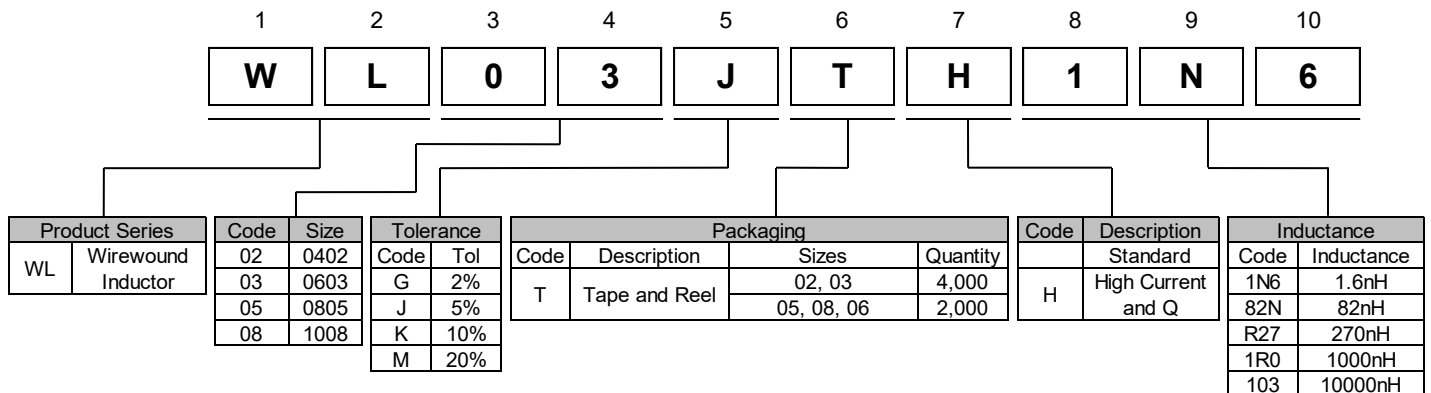 1 2 3 4 5 6 7 8 9 10
W L 0 3 J T H 1 N 6
Product Series
WL Wirewound Inductor
Code Size
02 0402
03 0603
05 0805
08 1008
Tolerance
Code Tol
G 2%
J 5%
K 10%
M 20%
Packaging
Code Description Sizes Quantity
T Tape and Reel 02, 03 4,000
05, 08, 06 2,000
Code Description
Standard
H High Current and Q
Inductance
Code Inductance
1N6 1.6nH
82N 82nH
R27 270nH
1R0 1000nH
103 10000nH